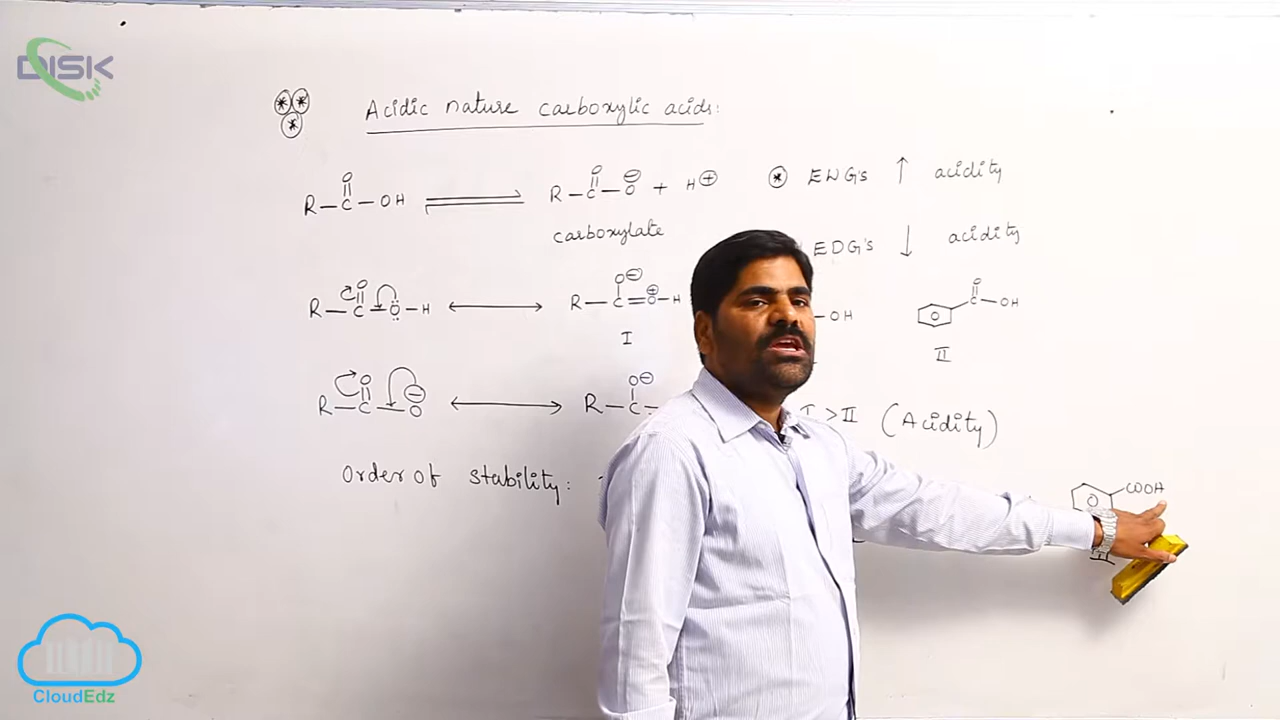 DISK
Acidic nature carboxylic acids:
R–C(=O)–OH ⇌ R–C(=O)–O⊖ + H⊕
carboxylate
R–C(=O)–Ö–H ↔ R–C(O⊖)=O⊕–H
I
R–C(=O)–O⊖ ↔ R–C(O⊖)
Order of stability:
EWG's ↑ acidity
EDG's ↓ acidity
–OH
C(=O)–OH
II
I > II (Acidity)
COOH
CloudEdz